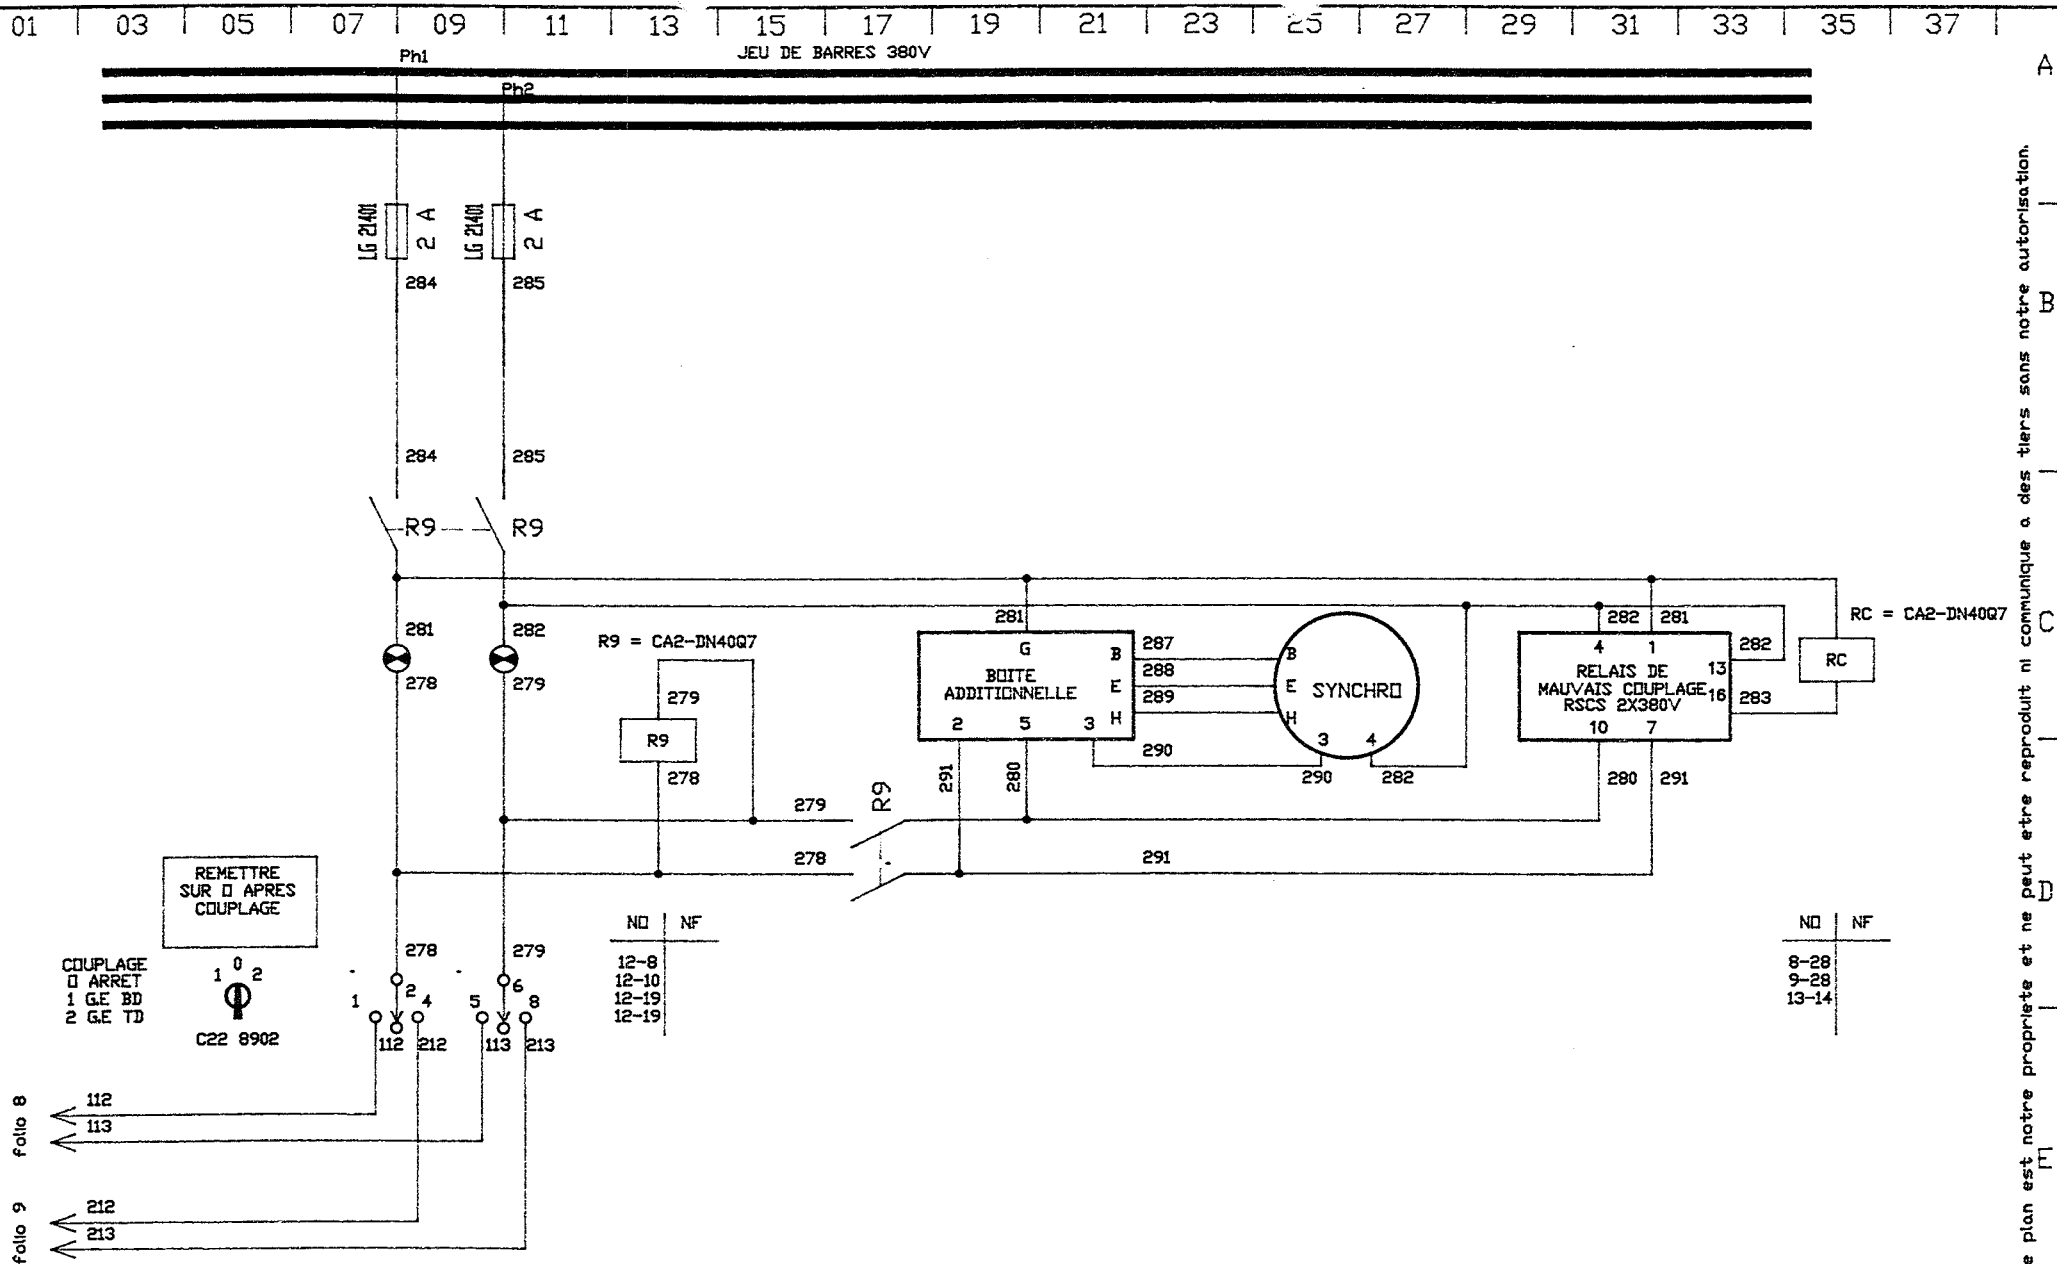 01 03 05 07 09 11 13 15 17 19 21 23 25 27 29 31 33 35 37
Ph1
JEU DE BARRES 380V
A
Ph2
LG 21401
2 A
LG 21401
2 A
284
285
B
284
285
R9
R9
281
282
R9 = CA2-DN40Q7
281
282
281
RC = CA2-DN40Q7
C
278
279
279
R9
278
G
BOITE
ADDITIONNELLE
B
E
H
2
5
3
287
288
289
290
B
E
H
SYNCHRO
3
4
290
282
4
1
RELAIS DE
MAUVAIS COUPLAGE
RSCS 2X380V
13
16
10
7
282
283
RC
291
280
280
291
279
R9
278
291
D
REMETTRE
SUR 0 APRES
COUPLAGE
COUPLAGE
0 ARRET
1 G.E BD
2 G.E TD
1
0
2
C22 8902
278
279
1
2
4
5
6
8
112
212
113
213
NO
NF
12-8
12-10
12-19
12-19
NO
NF
8-28
9-28
13-14
folio 8
112
113
folio 9
212
213
E
e plan est notre propriete et ne peut etre reproduit ni communique a des tiers sans notre autorisation.